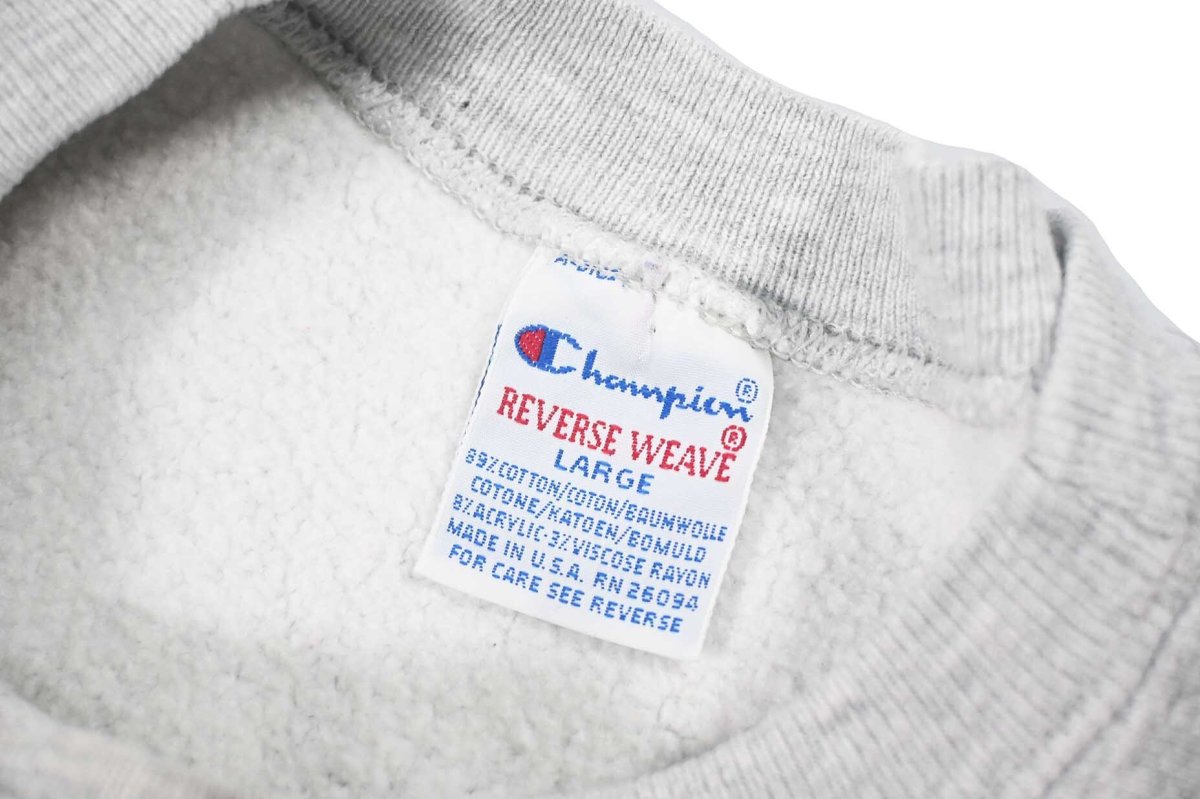 Champion®
REVERSE WEAVE®
LARGE
89%COTTON/COTON/BAUMWOLLE
COTONE/KATOEN/BOMULD
8%ACRYLIC-3%VISCOSE RAYON
MADE IN U.S.A. RN 26094
FOR CARE SEE REVERSE